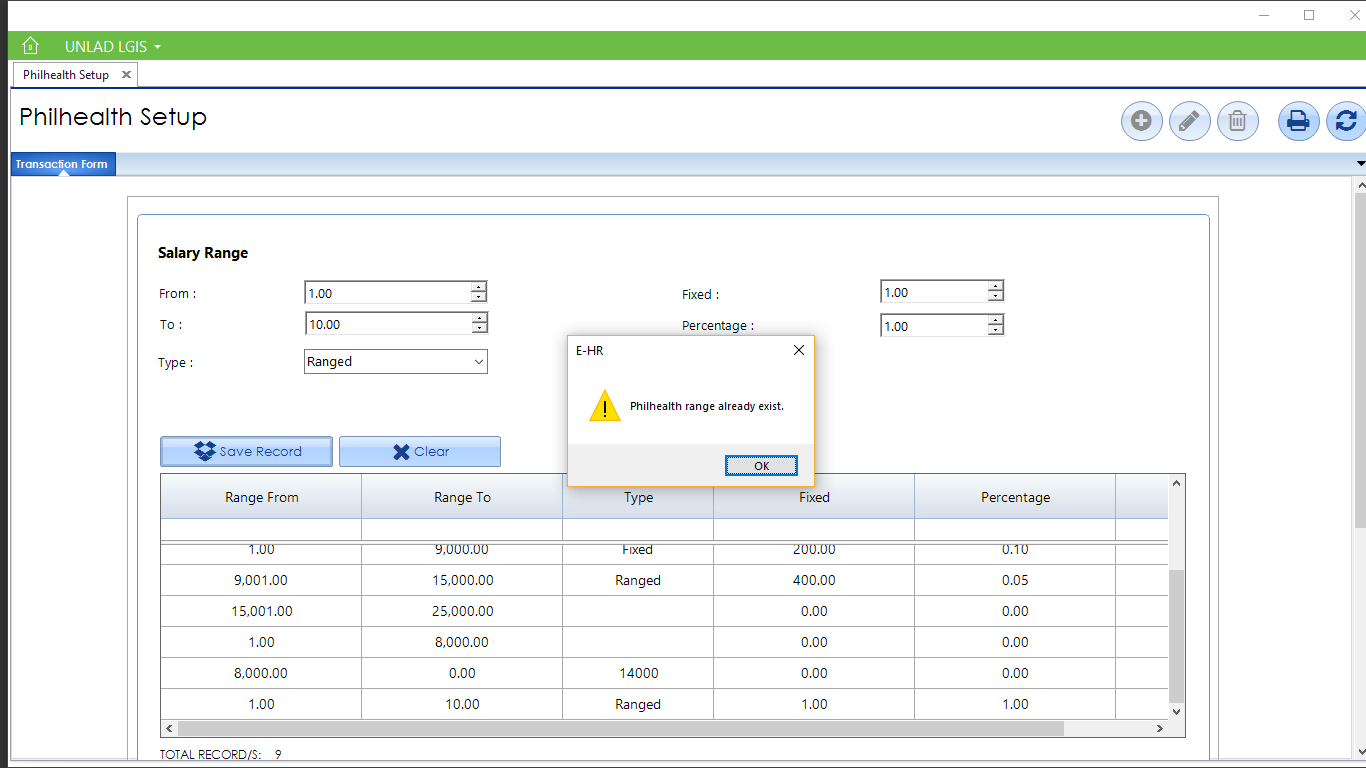 UNLAD LGIS
Philhealth Setup
Philhealth Setup
Transaction Form
Salary Range
From : 1.00 Fixed : 1.00
To : 10.00 Percentage : 1.00
Type : Ranged
E-HR
Philhealth range already exist.
OK
Save Record Clear
Range From Range To Type Fixed Percentage
1.00 9,000.00 Fixed 200.00 0.10
9,001.00 15,000.00 Ranged 400.00 0.05
15,001.00 25,000.00 0.00 0.00
1.00 8,000.00 0.00 0.00
8,000.00 0.00 14000 0.00 0.00
1.00 10.00 Ranged 1.00 1.00
TOTAL RECORD/S: 9